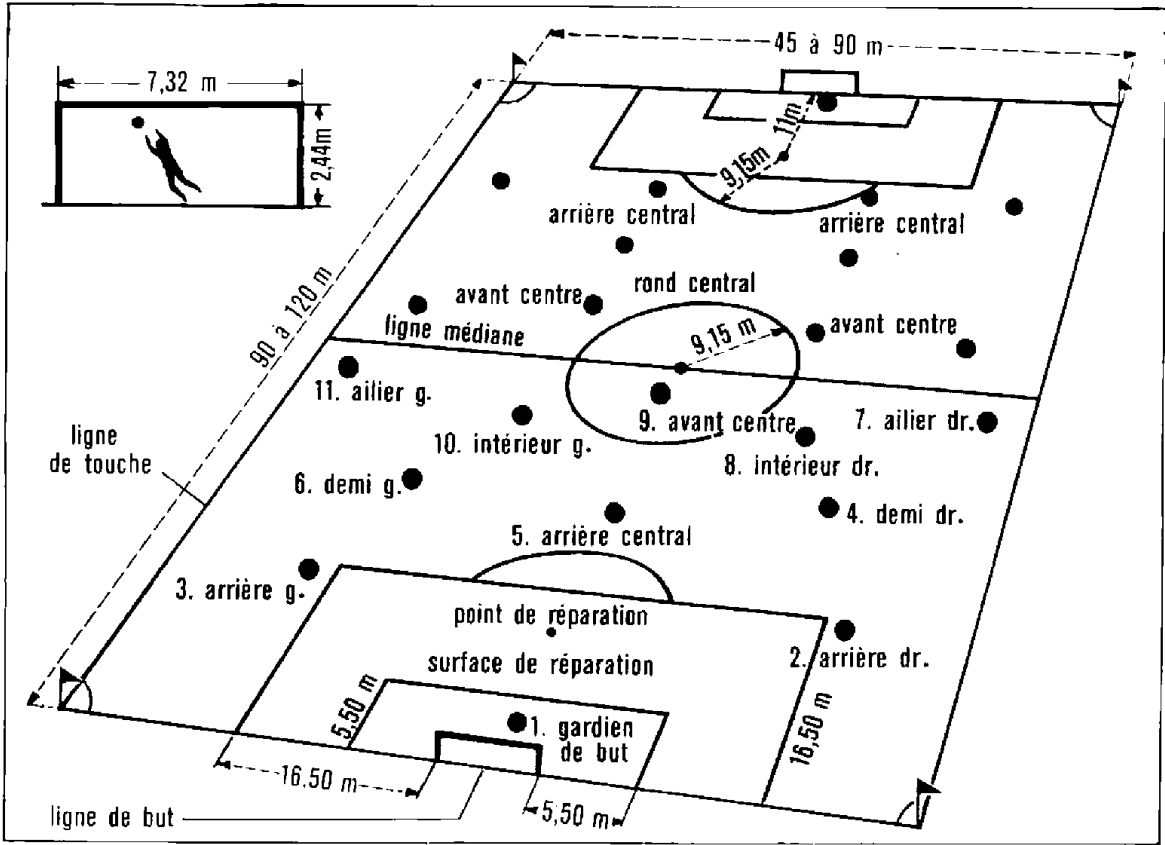 45 à 90 m
7,32 m
2,44m
11m
9,15m
arrière central
arrière central
90 à 120 m
rond central
avant centre
avant centre
ligne médiane
9,15 m
11. ailier g.
9. avant centre
7. ailier dr.
10. intérieur g.
8. intérieur dr.
ligne
de touche
6. demi g.
4. demi dr.
5. arrière central
3. arrière g.
point de réparation
2. arrière dr.
surface de réparation
5,50 m
1. gardien
de but
16,50 m
16,50 m
5,50 m
ligne de but